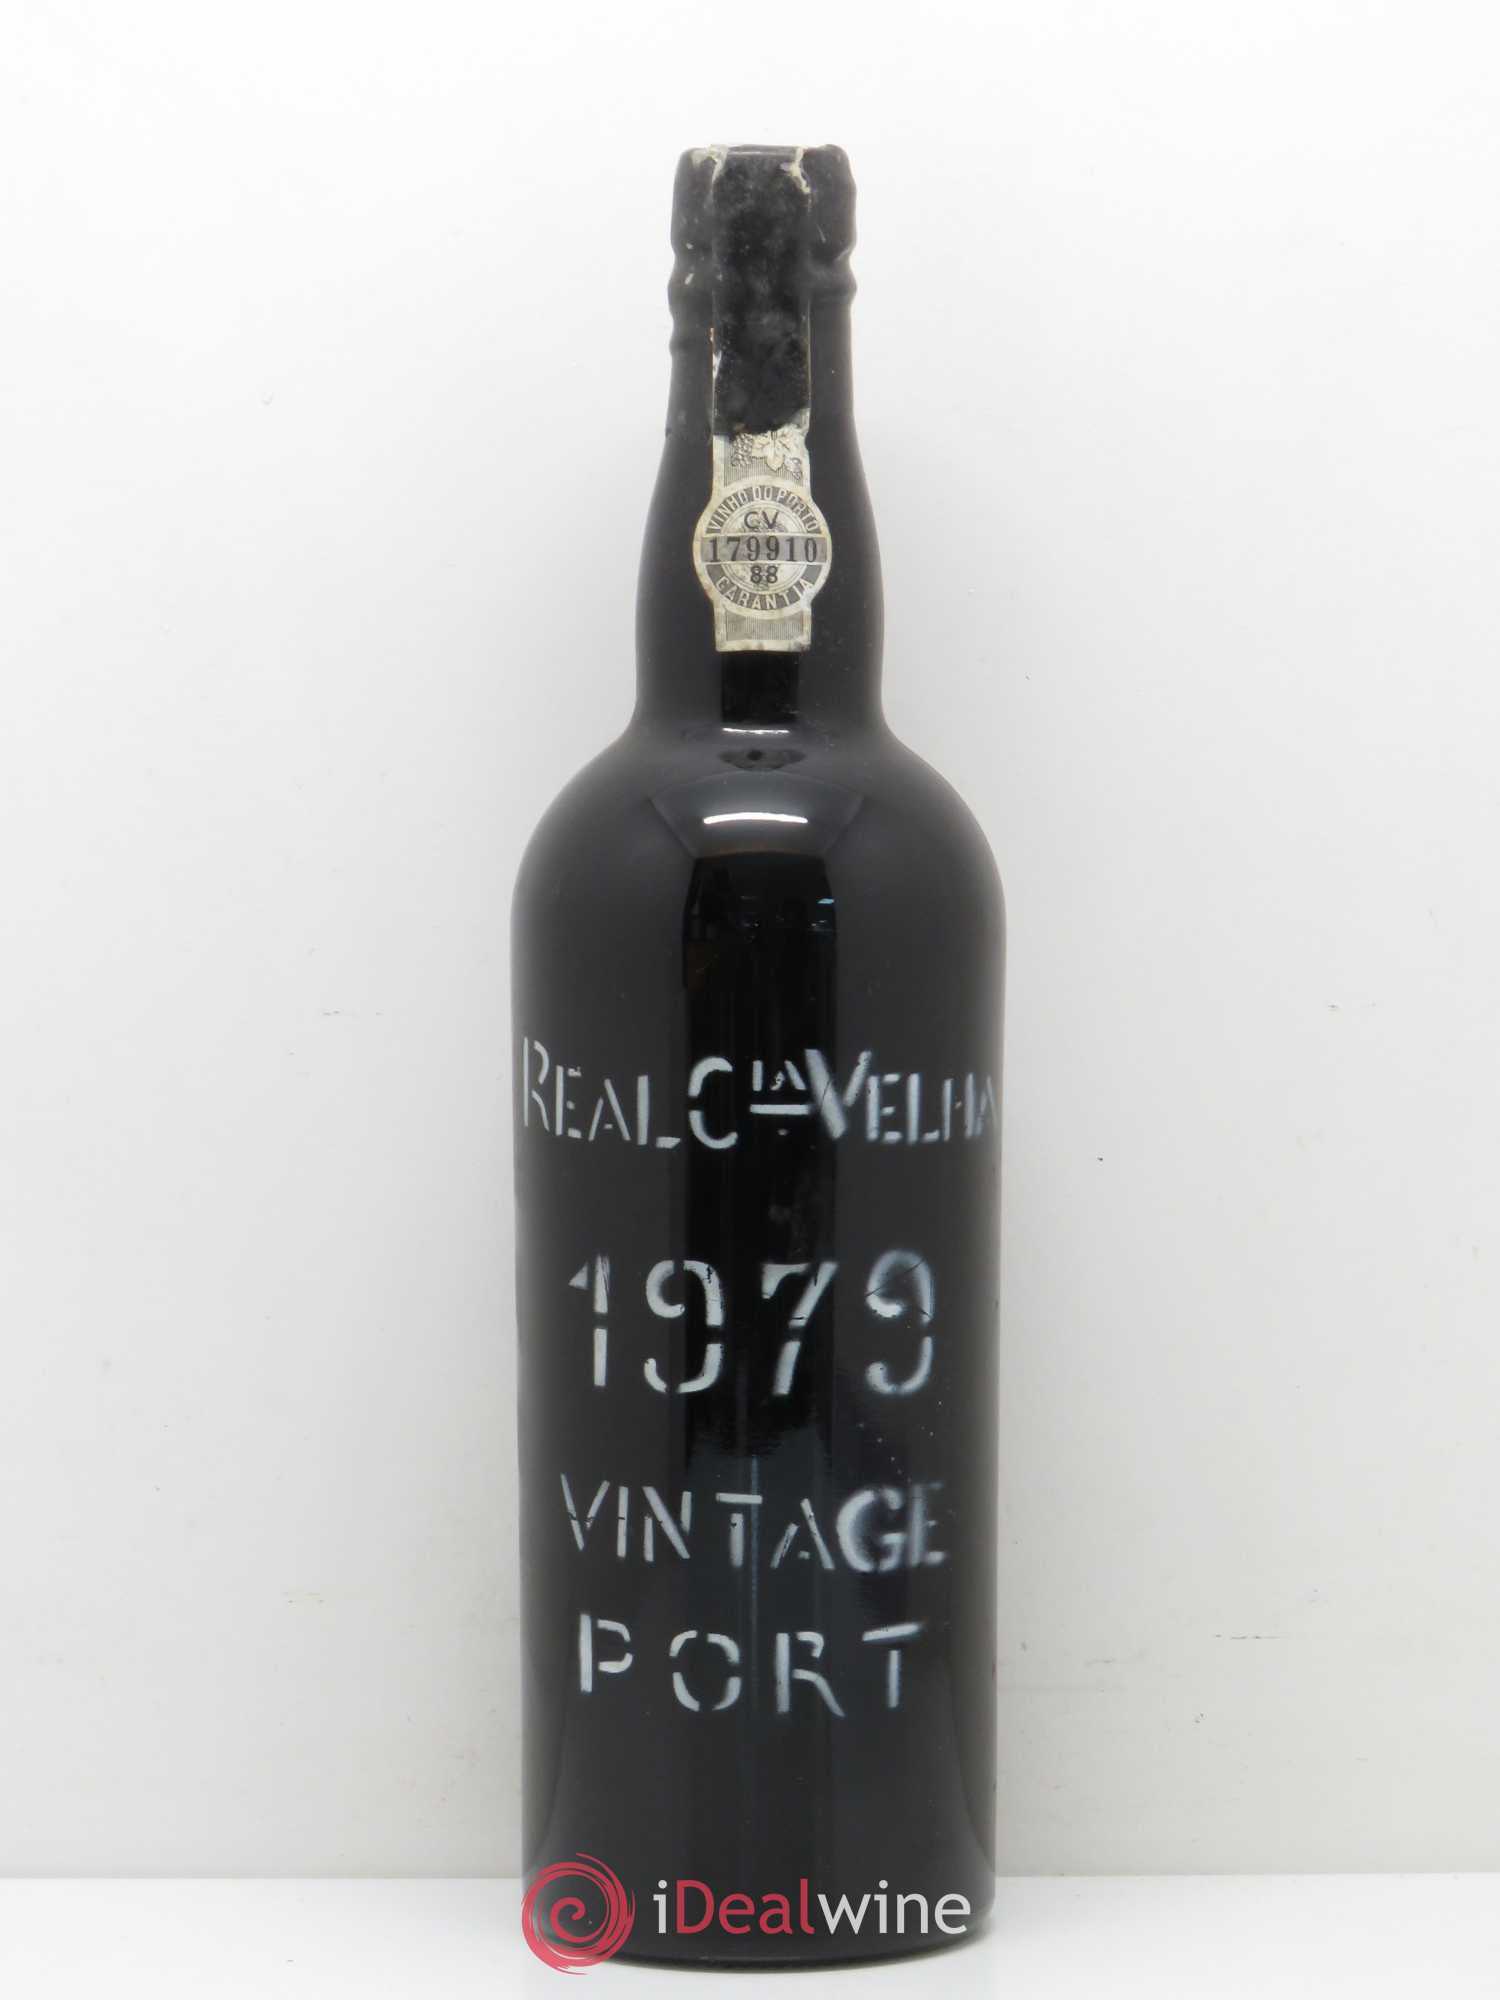 VINHO DO PORTO
CV
179910
88
GARANTIA
REAL CIA VELHA
1979
VINTAGE
PORT
iDealwine